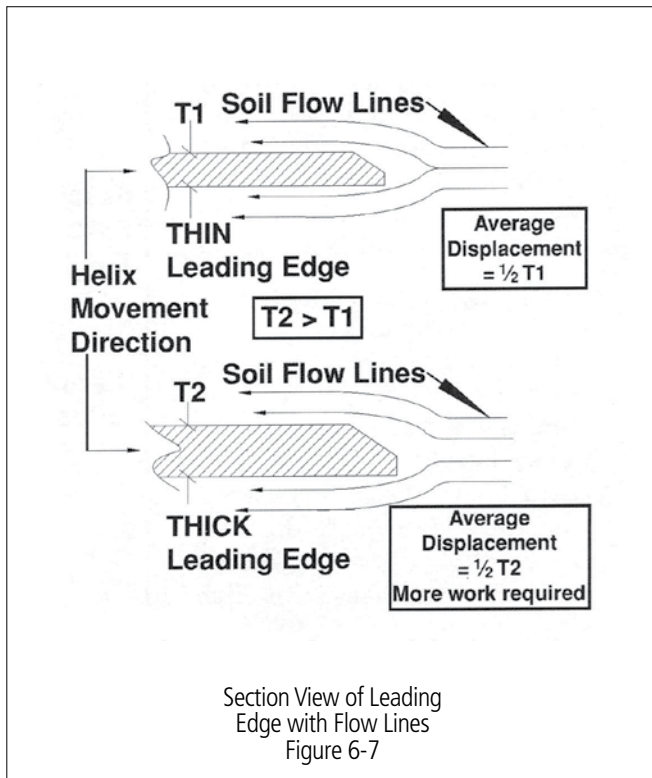 T1
Soil Flow Lines
THIN
Leading Edge
Average
Displacement
= ½ T1
Helix
Movement
Direction
T2 > T1
T2
Soil Flow Lines
THICK
Leading Edge
Average
Displacement
= ½ T2
More work required
Section View of Leading
Edge with Flow Lines
Figure 6-7